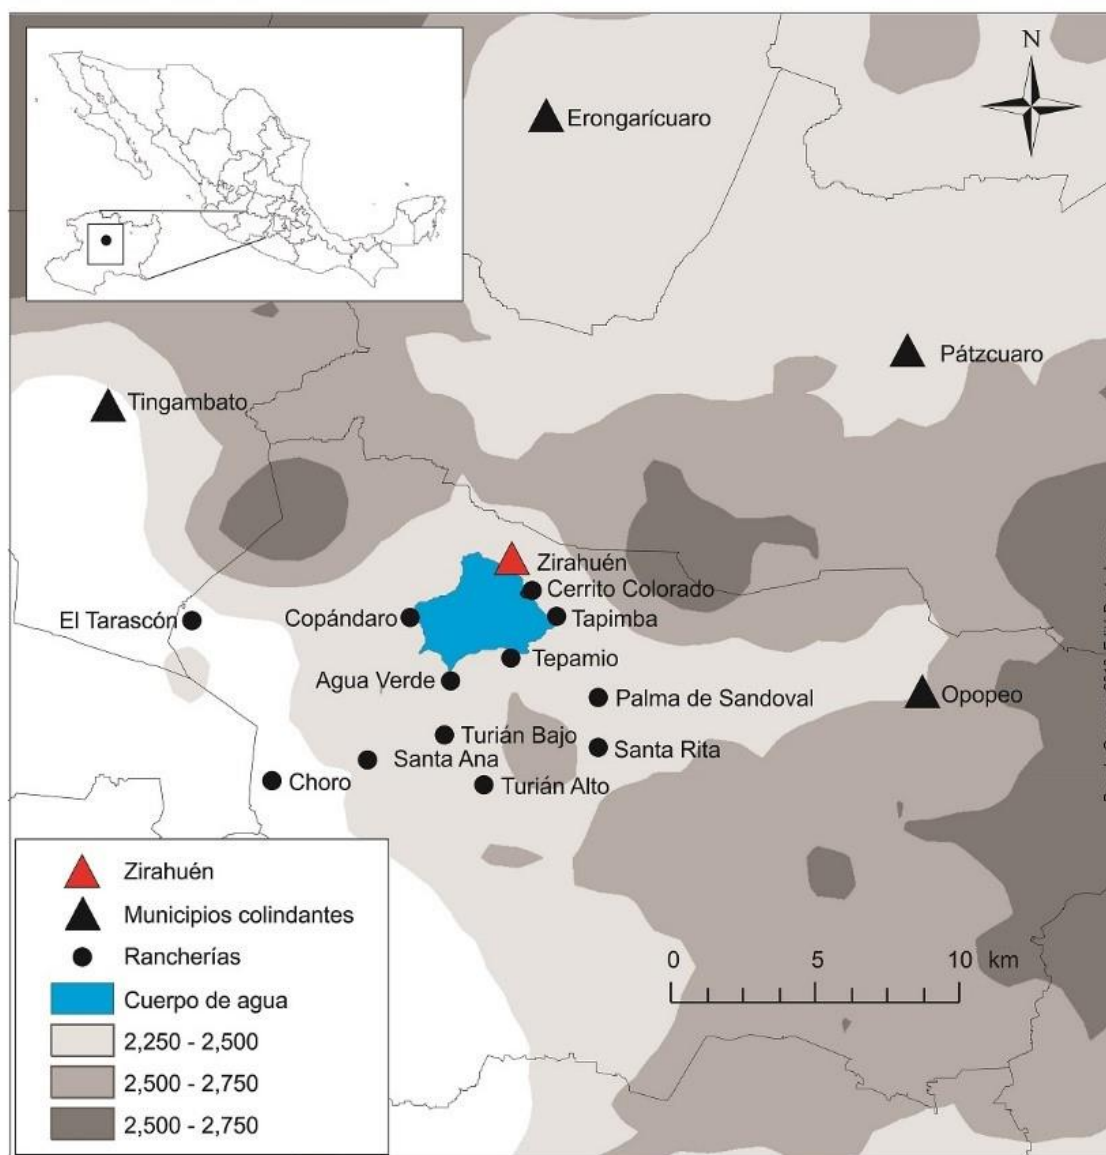 N
Erongarícuaro
Pátzcuaro
Tingambato
Zirahuén
Cerrito Colorado
El Tarascón
Copándaro
Tapimba
Tepamio
Agua Verde
Palma de Sandoval
Opopeo
Turián Bajo
Santa Rita
Santa Ana
Choro
Turián Alto
Zirahuén
Municipios colindantes
Rancherías
Cuerpo de agua
2,250 - 2,500
2,500 - 2,750
2,500 - 2,750
0 5 10 km